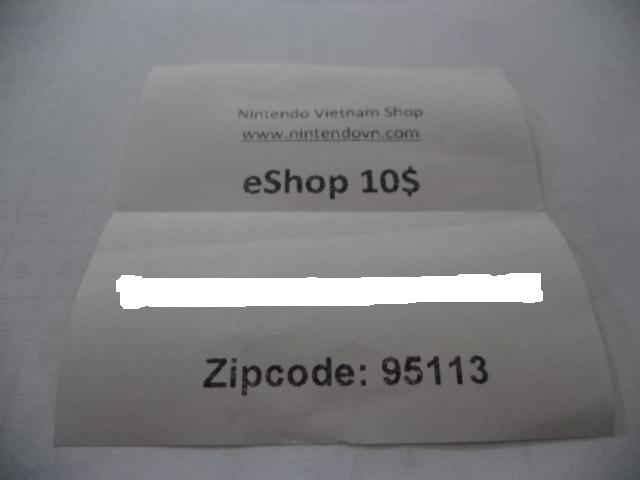 Nintendo Vietnam Shop
www.nintendovn.com
eShop 10$
Zipcode: 95113